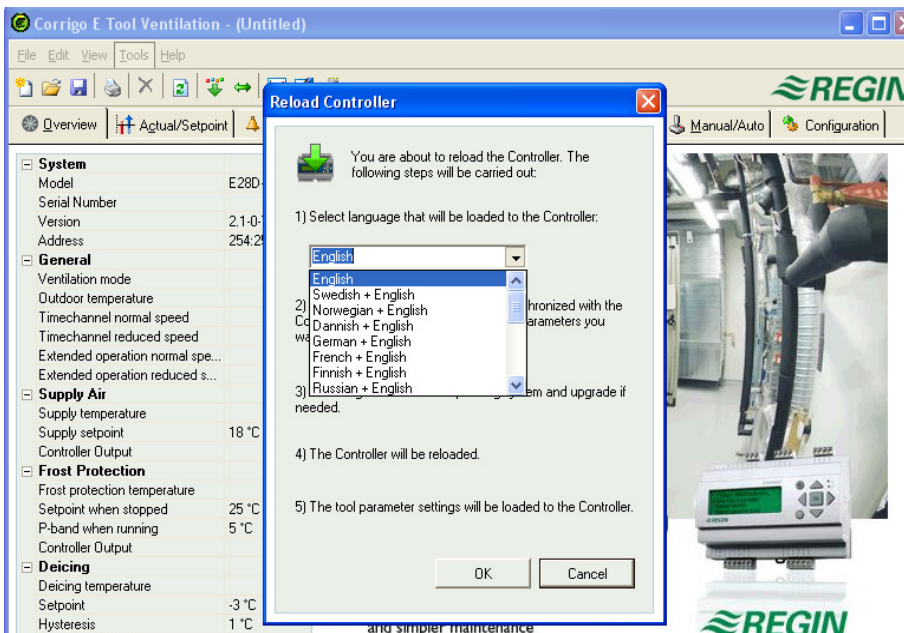 Corrigo E Tool Ventilation - (Untitled)
File Edit View Tools Help
REGIN
Overview Actual/Setpoint Manual/Auto Configuration
System
Model E28D-
Serial Number
Version 2.1-0-
Address 254:2
General
Ventilation mode
Outdoor temperature
Timechannel normal speed
Timechannel reduced speed
Extended operation normal spe...
Extended operation reduced s...
Supply Air
Supply temperature
Supply setpoint 18 °C
Controller Output
Frost Protection
Frost protection temperature
Setpoint when stopped 25 °C
P-band when running 5 °C
Controller Output
Deicing
Deicing temperature
Setpoint -3 °C
Hysteresis 1 °C
Reload Controller
You are about to reload the Controller. The
following steps will be carried out:
1) Select language that will be loaded to the Controller:
English
English
Swedish + English
Norwegian + English
Dannish + English
German + English
French + English
Finnish + English
Russian + English
2) hronized with the
Co arameters you
wa
3) em and upgrade if
needed.
4) The Controller will be reloaded.
5) The tool parameter settings will be loaded to the Controller.
OK Cancel
REGIN
and simpler maintenance